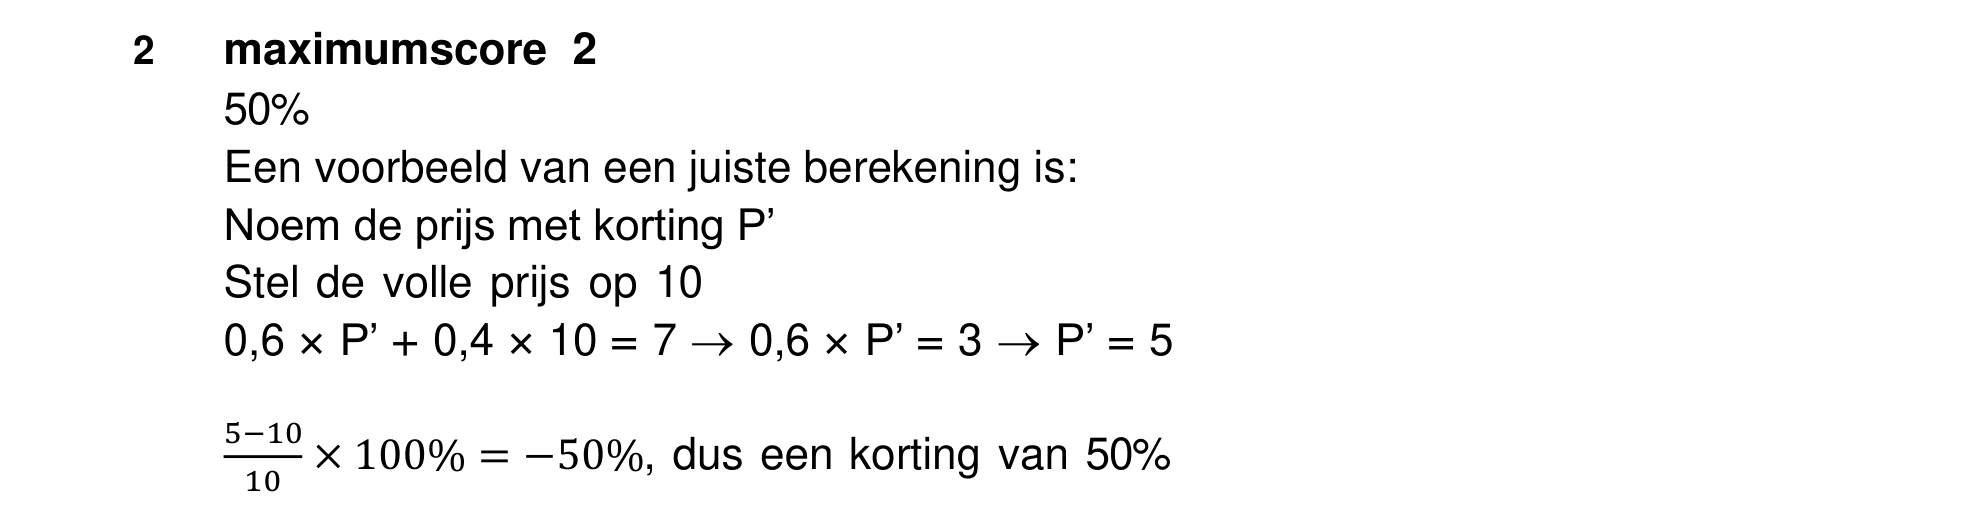 2 maximumscore 2
50%
Een voorbeeld van een juiste berekening is:
Noem de prijs met korting P’
Stel de volle prijs op 10
0,6 × P’ + 0,4 × 10 = 7 → 0,6 × P’ = 3 → P’ = 5
5−10/10 × 100% = −50%, dus een korting van 50%